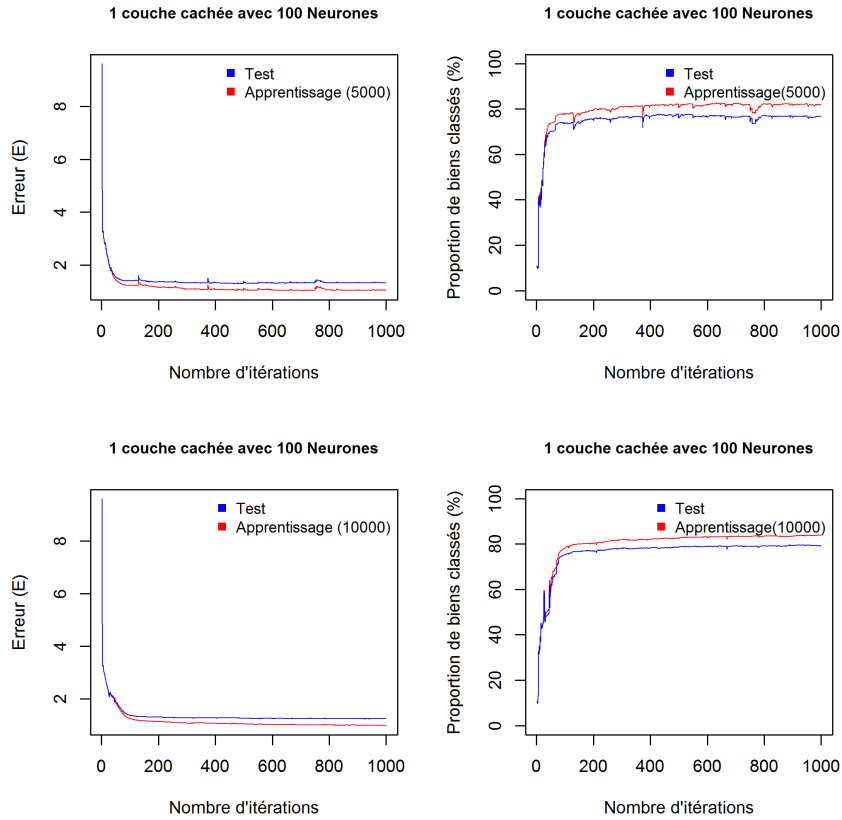 1 couche cachée avec 100 Neurones
Test
Apprentissage (5000)
Erreur (E)
8
6
4
2
0 200 400 600 800 1000
Nombre d'itérations
1 couche cachée avec 100 Neurones
Test
Apprentissage(5000)
Proportion de biens classés (%)
100
80
60
40
20
0
0 200 400 600 800 1000
Nombre d'itérations
1 couche cachée avec 100 Neurones
Test
Apprentissage (10000)
Erreur (E)
8
6
4
2
0 200 400 600 800 1000
Nombre d'itérations
1 couche cachée avec 100 Neurones
Test
Apprentissage(10000)
Proportion de biens classés (%)
100
80
60
40
20
0
0 200 400 600 800 1000
Nombre d'itérations